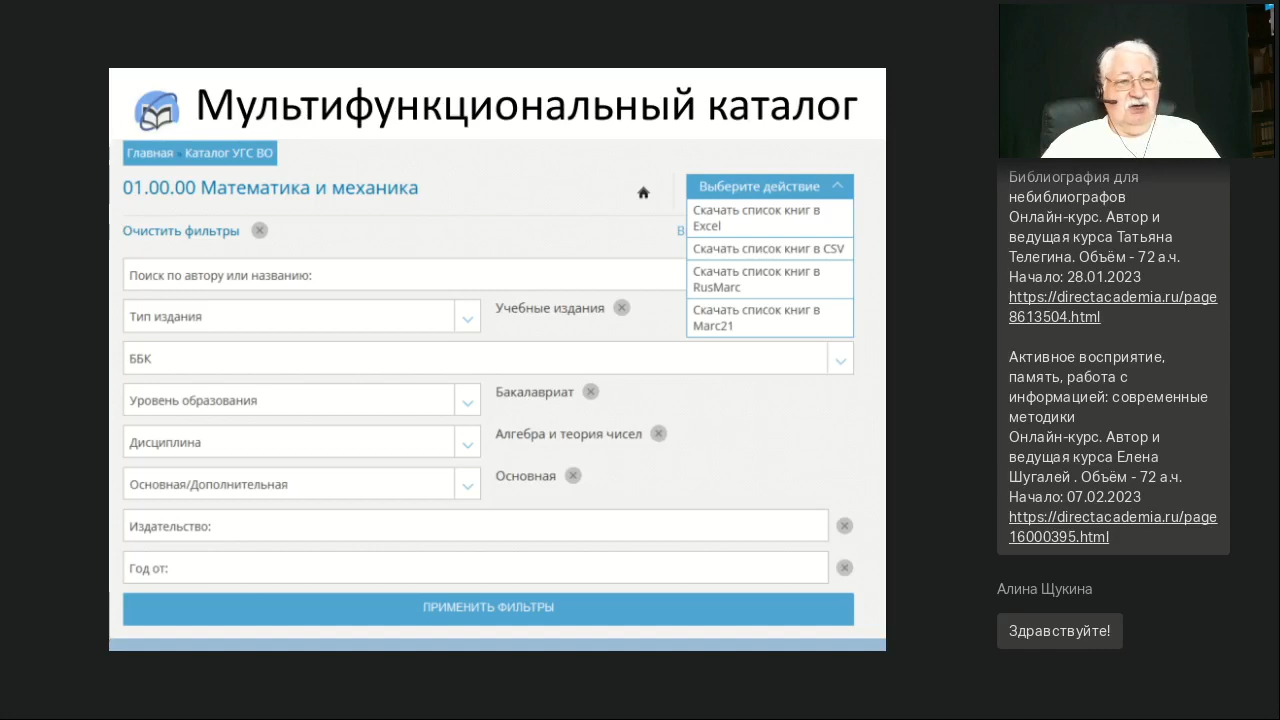 Мультифункциональный каталог
Главная » Каталог УГС ВО
01.00.00 Математика и механика
Выберите действие
Скачать список книг в
Excel
Скачать список книг в CSV
Скачать список книг в
RusMarc
Скачать список книг в
Marc21
Очистить фильтры
В
Поиск по автору или названию:
Тип издания
Учебные издания
ББК
Уровень образования
Бакалавриат
Дисциплина
Алгебра и теория чисел
Основная/Дополнительная
Основная
Издательство:
Год от:
ПРИМЕНИТЬ ФИЛЬТРЫ
Библиография для
небиблиографов
Онлайн-курс. Автор и
ведущая курса Татьяна
Телегина. Объём - 72 а.ч.
Начало: 28.01.2023
https://directacademia.ru/page
8613504.html
Активное восприятие,
память, работа с
информацией: современные
методики
Онлайн-курс. Автор и
ведущая курса Елена
Шугалей . Объём - 72 а.ч.
Начало: 07.02.2023
https://directacademia.ru/page
16000395.html
Алина Щукина
Здравствуйте!